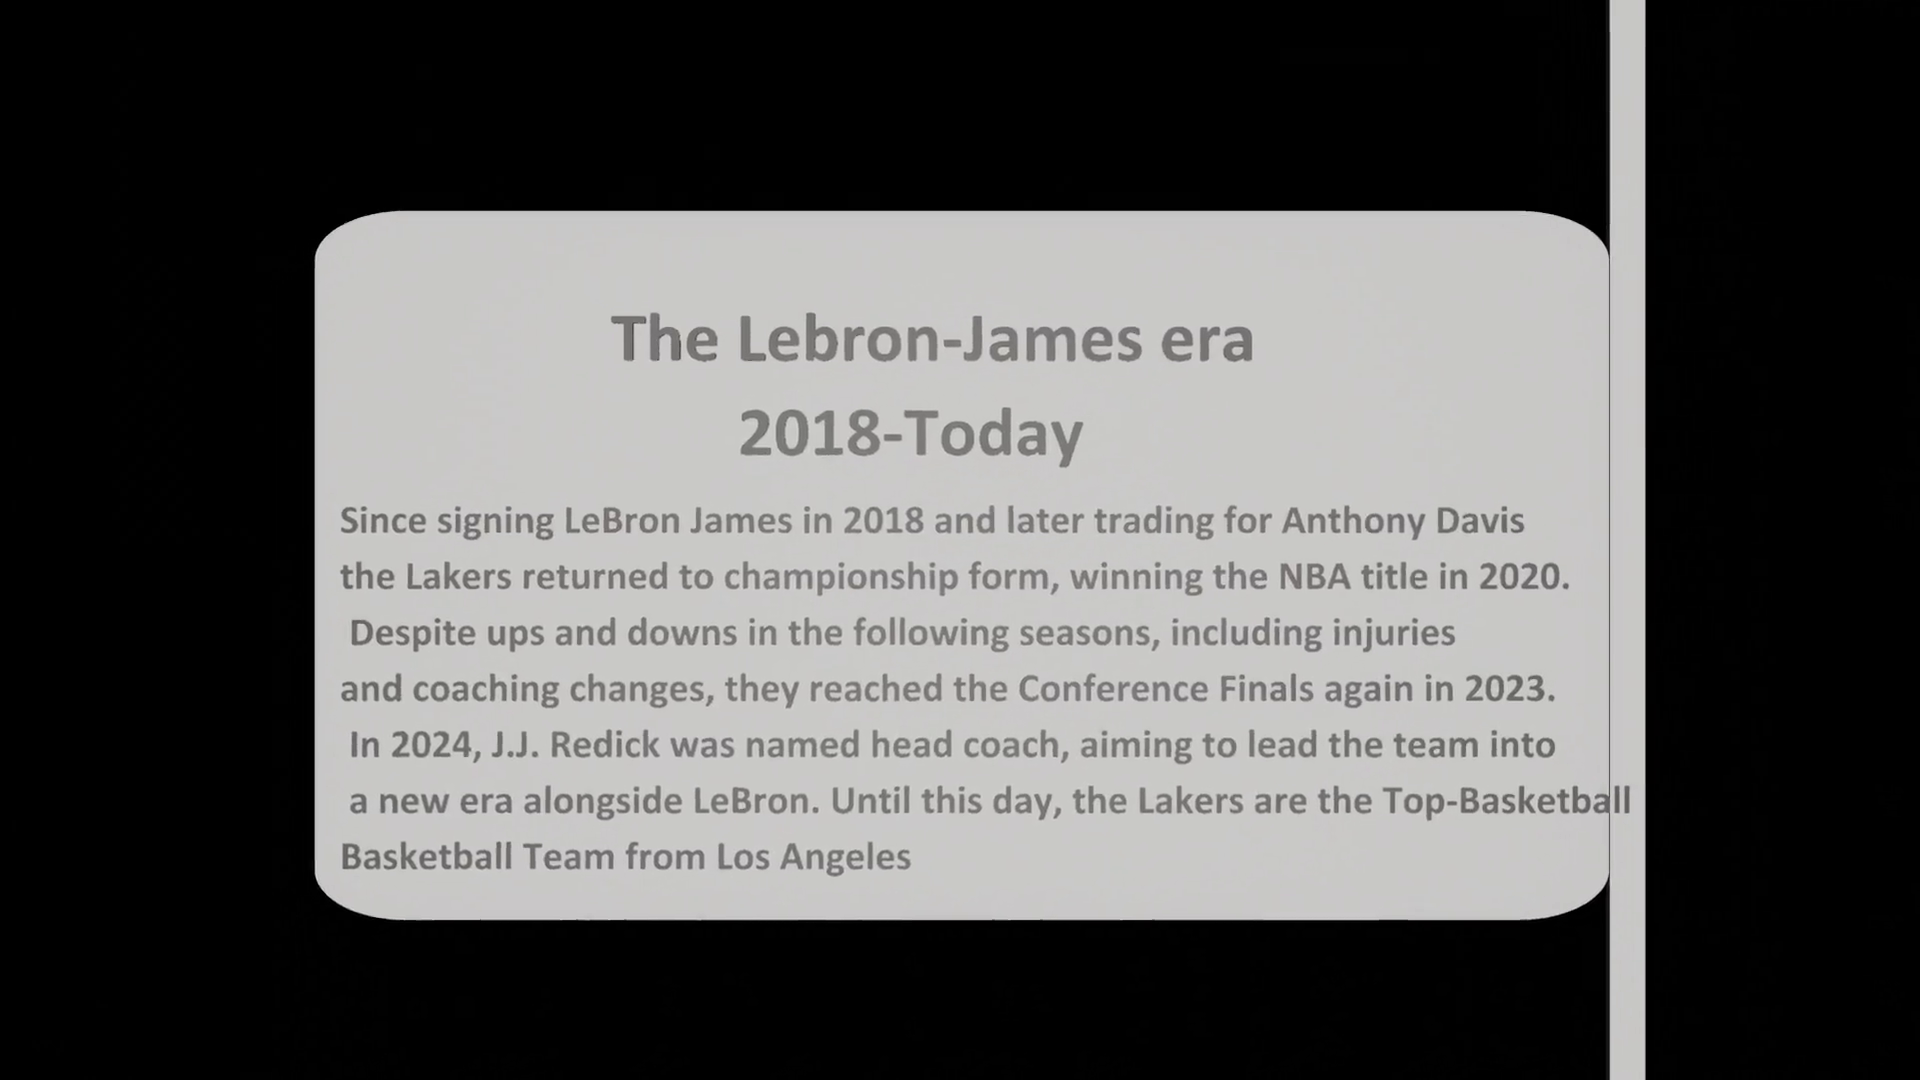 The Lebron-James era
2018-Today
Since signing LeBron James in 2018 and later trading for Anthony Davis
the Lakers returned to championship form, winning the NBA title in 2020.
Despite ups and downs in the following seasons, including injuries
and coaching changes, they reached the Conference Finals again in 2023.
In 2024, J.J. Redick was named head coach, aiming to lead the team into
a new era alongside LeBron. Until this day, the Lakers are the Top-Basketball
Basketball Team from Los Angeles